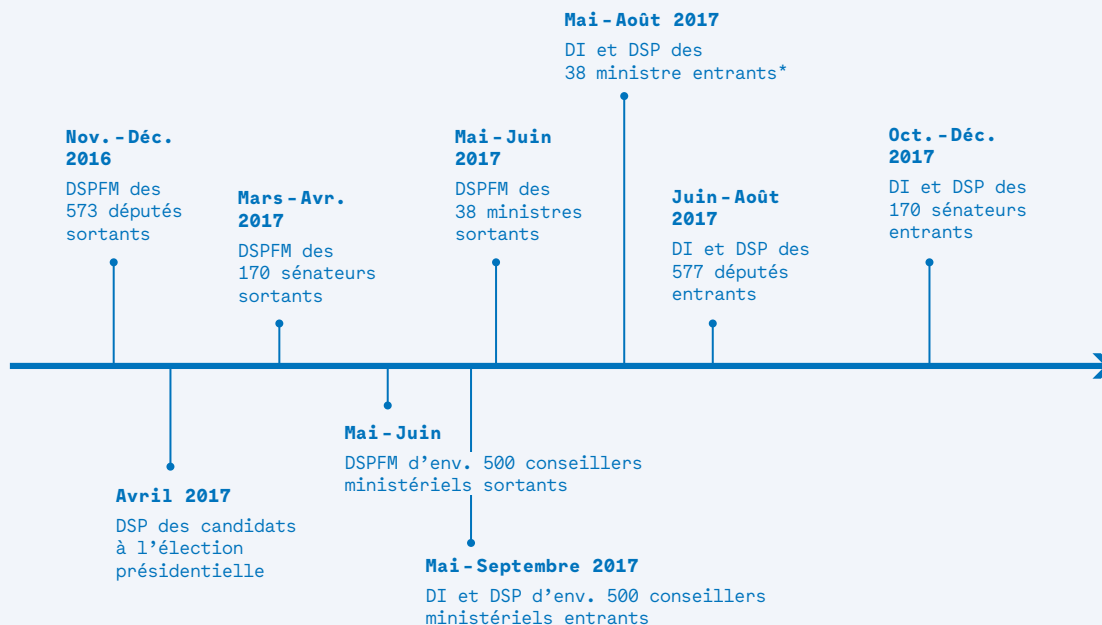 Mai-Août 2017
DI et DSP des
38 ministre entrants*
Nov.-Déc.
2016
DSPFM des
573 députés
sortants
Mars-Avr.
2017
DSPFM des
170 sénateurs
sortants
Mai-Juin
2017
DSPFM des
38 ministres
sortants
Juin-Août
2017
DI et DSP des
577 députés
entrants
Oct.-Déc.
2017
DI et DSP des
170 sénateurs
entrants
Avril 2017
DSP des candidats
à l’élection
présidentielle
Mai-Juin
DSPFM d’env. 500 conseillers
ministériels sortants
Mai-Septembre 2017
DI et DSP d’env. 500 conseillers
ministériels entrants